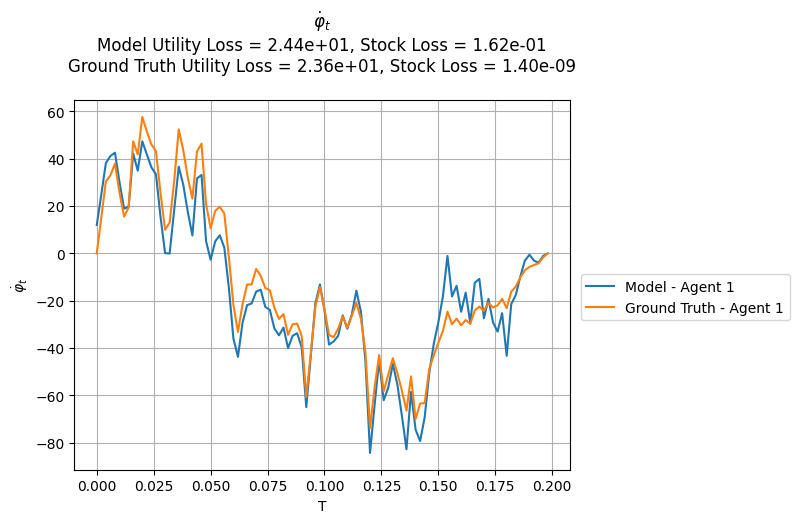 φ̇ₜ
Model Utility Loss = 2.44e+01, Stock Loss = 1.62e-01
Ground Truth Utility Loss = 2.36e+01, Stock Loss = 1.40e-09
60
40
20
0
−20
−40
−60
−80
φ̇ₜ
0.000 0.025 0.050 0.075 0.100 0.125 0.150 0.175 0.200
T
Model - Agent 1
Ground Truth - Agent 1